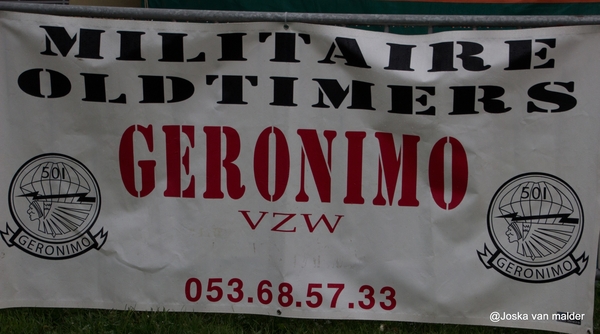 MILITAIRE
OLDTIMERS
GERONIMO
VZW
501
GERONIMO
501
GERONIMO
053.68.57.33
@Joska van malder